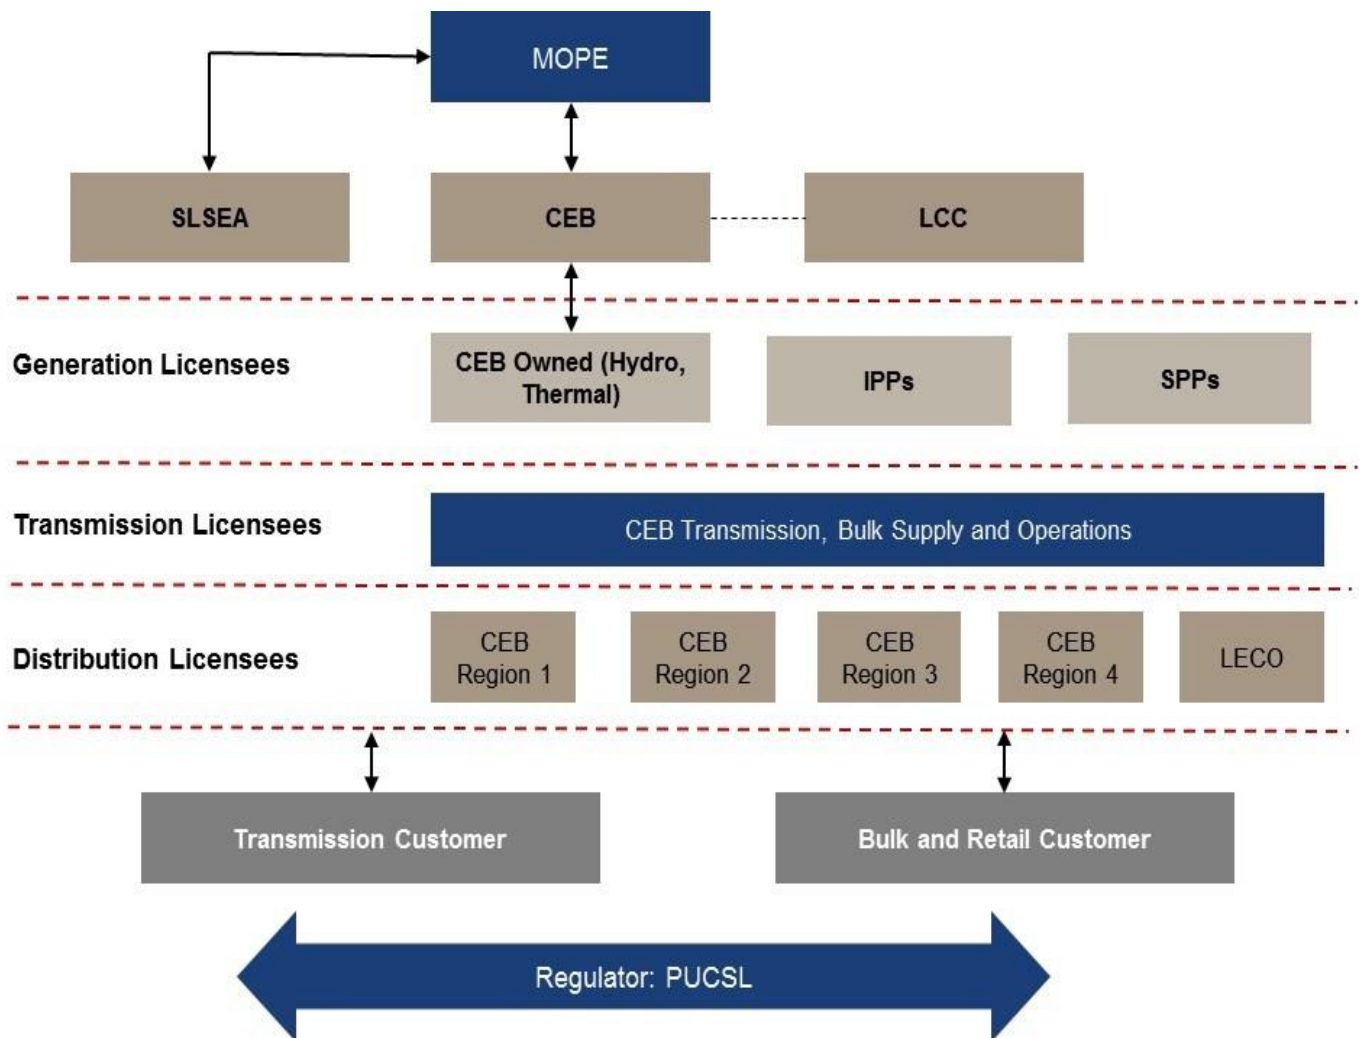 MOPE
SLSEA
CEB
LCC
Generation Licensees
CEB Owned (Hydro,
Thermal)
IPPs
SPPs
Transmission Licensees
CEB Transmission, Bulk Supply and Operations
Distribution Licensees
CEB
Region 1
CEB
Region 2
CEB
Region 3
CEB
Region 4
LECO
Transmission Customer
Bulk and Retail Customer
Regulator: PUCSL